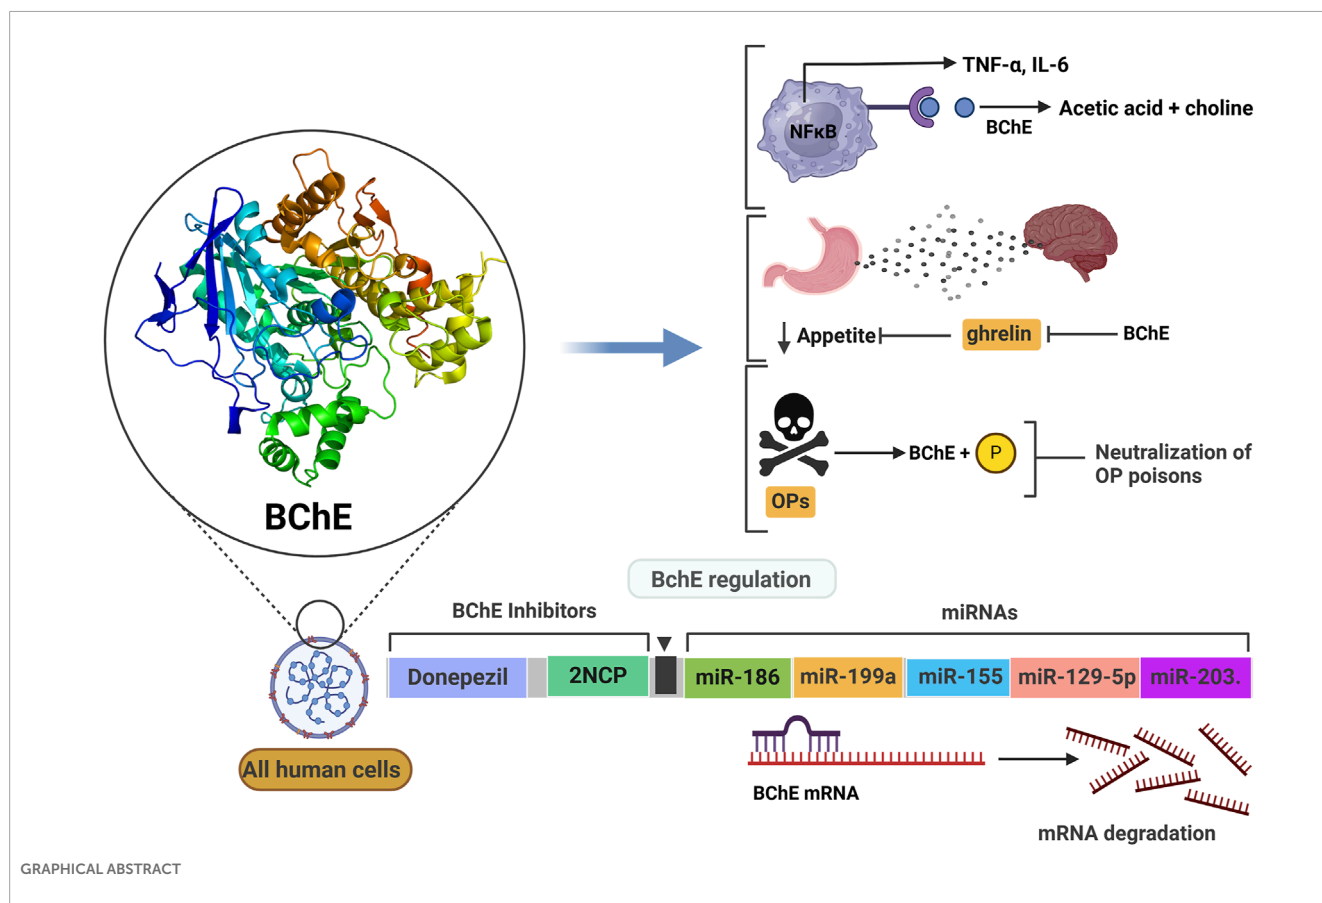 TNF-α, IL-6
NFκB
BChE
Acetic acid + choline
Appetite
ghrelin
BChE
OPs
BChE +
P
Neutralization of
OP poisons
BChE
BchE regulation
BChE Inhibitors
miRNAs
Donepezil
2NCP
miR-186
miR-199a
miR-155
miR-129-5p
miR-203.
All human cells
BChE mRNA
mRNA degradation
GRAPHICAL ABSTRACT